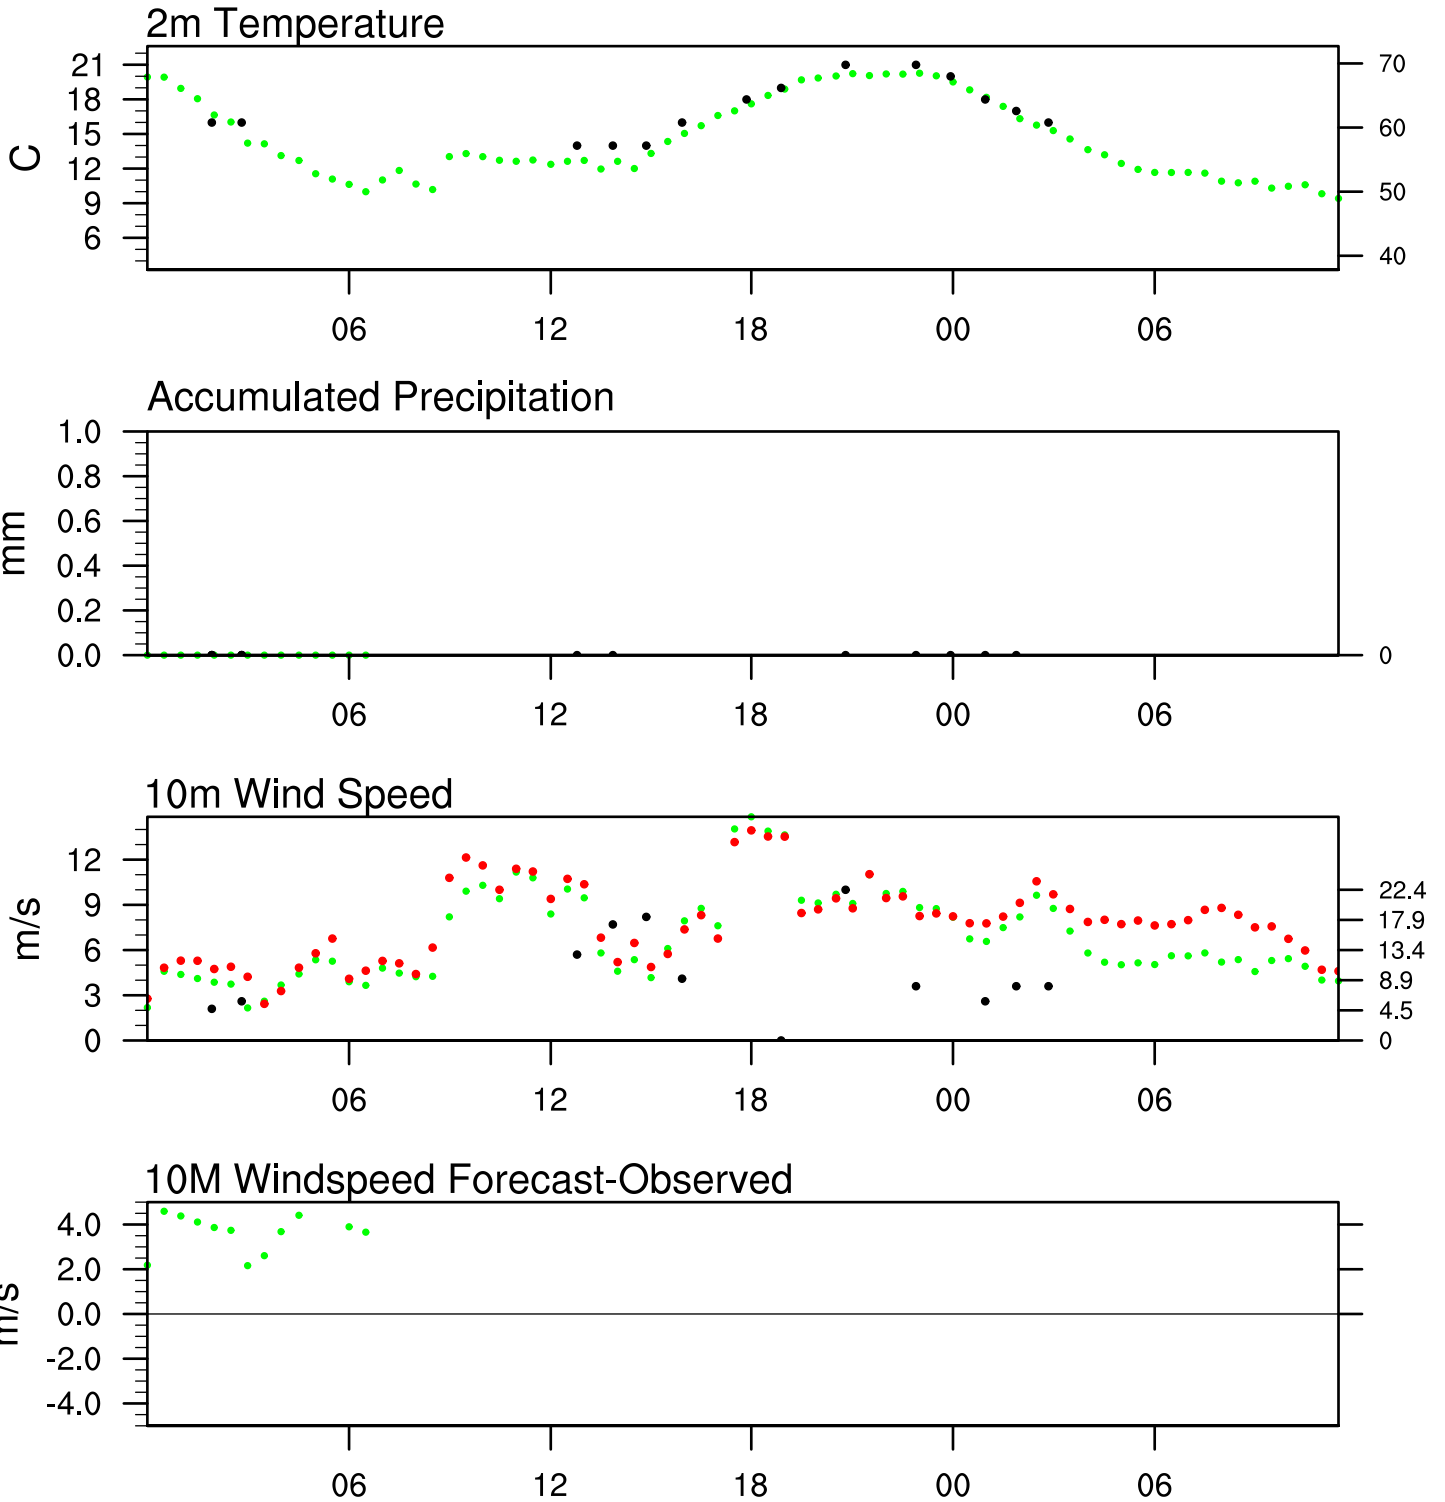 2m Temperature
21
18
15
12
9
6
C
70
60
50
40
06 12 18 00 06
Accumulated Precipitation
1.0
0.8
0.6
0.4
0.2
0.0
mm
0
06 12 18 00 06
10m Wind Speed
12
9
6
3
0
m/s
22.4
17.9
13.4
8.9
4.5
0
06 12 18 00 06
10M Windspeed Forecast-Observed
4.0
2.0
0.0
-2.0
-4.0
m/s
06 12 18 00 06